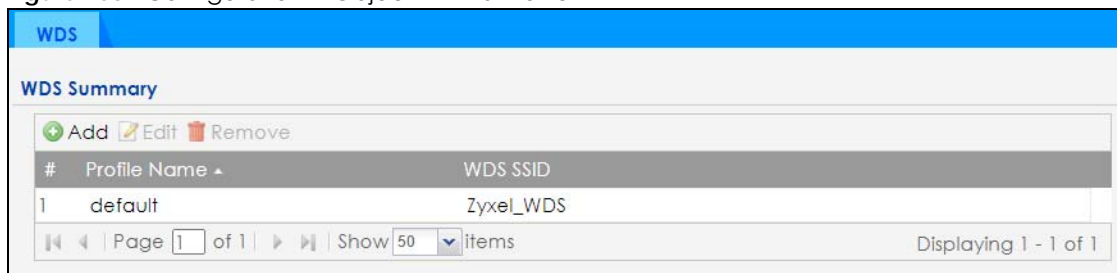 WDS
WDS Summary
Add Edit Remove
# Profile Name WDS SSID
1 default Zyxel_WDS
Page 1 of 1 Show 50 items Displaying 1 - 1 of 1